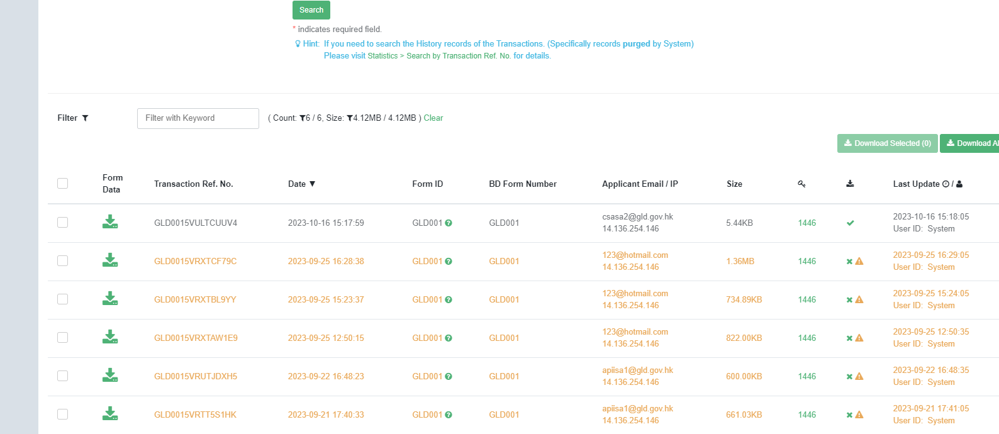 Search
* indicates required field.
Hint: If you need to search the History records of the Transactions. (Specifically records purged by System)
Please visit Statistics > Search by Transaction Ref. No. for details.
Filter Filter with Keyword ( Count: 6 / 6, Size: 4.12MB / 4.12MB ) Clear
Download Selected (0) Download
Form Data Transaction Ref. No. Date ▼ Form ID BD Form Number Applicant Email / IP Size Last Update /
GLD0015VULTCUUV4 2023-10-16 15:17:59 GLD001 GLD001 csasa2@gld.gov.hk 14.136.254.146 5.44KB 1446 2023-10-16 15:18:05 User ID: System
GLD0015VRXTCF79C 2023-09-25 16:28:38 GLD001 GLD001 123@hotmail.com 14.136.254.146 1.36MB 1446 2023-09-25 16:29:05 User ID: System
GLD0015VRXTBL9YY 2023-09-25 15:23:37 GLD001 GLD001 123@hotmail.com 14.136.254.146 734.89KB 1446 2023-09-25 15:24:05 User ID: System
GLD0015VRXTAW1E9 2023-09-25 12:50:15 GLD001 GLD001 123@hotmail.com 14.136.254.146 822.00KB 1446 2023-09-25 12:50:35 User ID: System
GLD0015VRUTJDXH5 2023-09-22 16:48:23 GLD001 GLD001 apiisa1@gld.gov.hk 14.136.254.146 600.00KB 1446 2023-09-22 16:48:35 User ID: System
GLD0015VRTT5S1HK 2023-09-21 17:40:33 GLD001 GLD001 apiisa1@gld.gov.hk 14.136.254.146 661.03KB 1446 2023-09-21 17:41:05 User ID: System